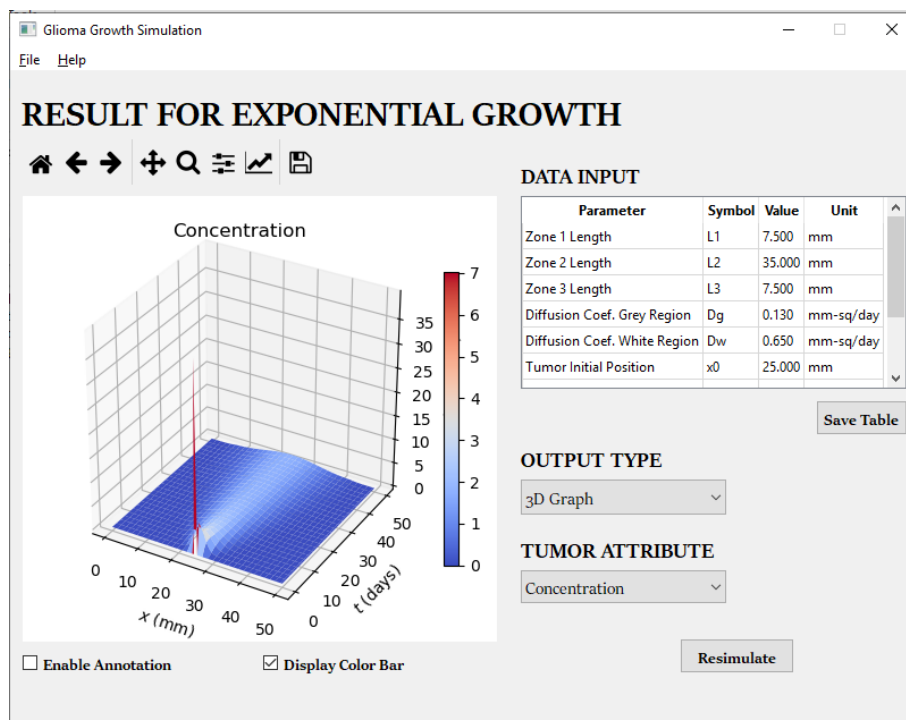 Glioma Growth Simulation
File Help
RESULT FOR EXPONENTIAL GROWTH
DATA INPUT
Parameter Symbol Value Unit
Zone 1 Length L1 7.500 mm
Zone 2 Length L2 35.000 mm
Zone 3 Length L3 7.500 mm
Diffusion Coef. Grey Region Dg 0.130 mm-sq/day
Diffusion Coef. White Region Dw 0.650 mm-sq/day
Tumor Initial Position x0 25.000 mm
Save Table
OUTPUT TYPE
3D Graph
TUMOR ATTRIBUTE
Concentration
Resimulate
Concentration
35
30
25
20
15
10
5
0
0 10 20 30 40 50
x (mm)
0 10 20 30 40 50
t (days)
7
6
5
4
3
2
1
0
Enable Annotation
Display Color Bar